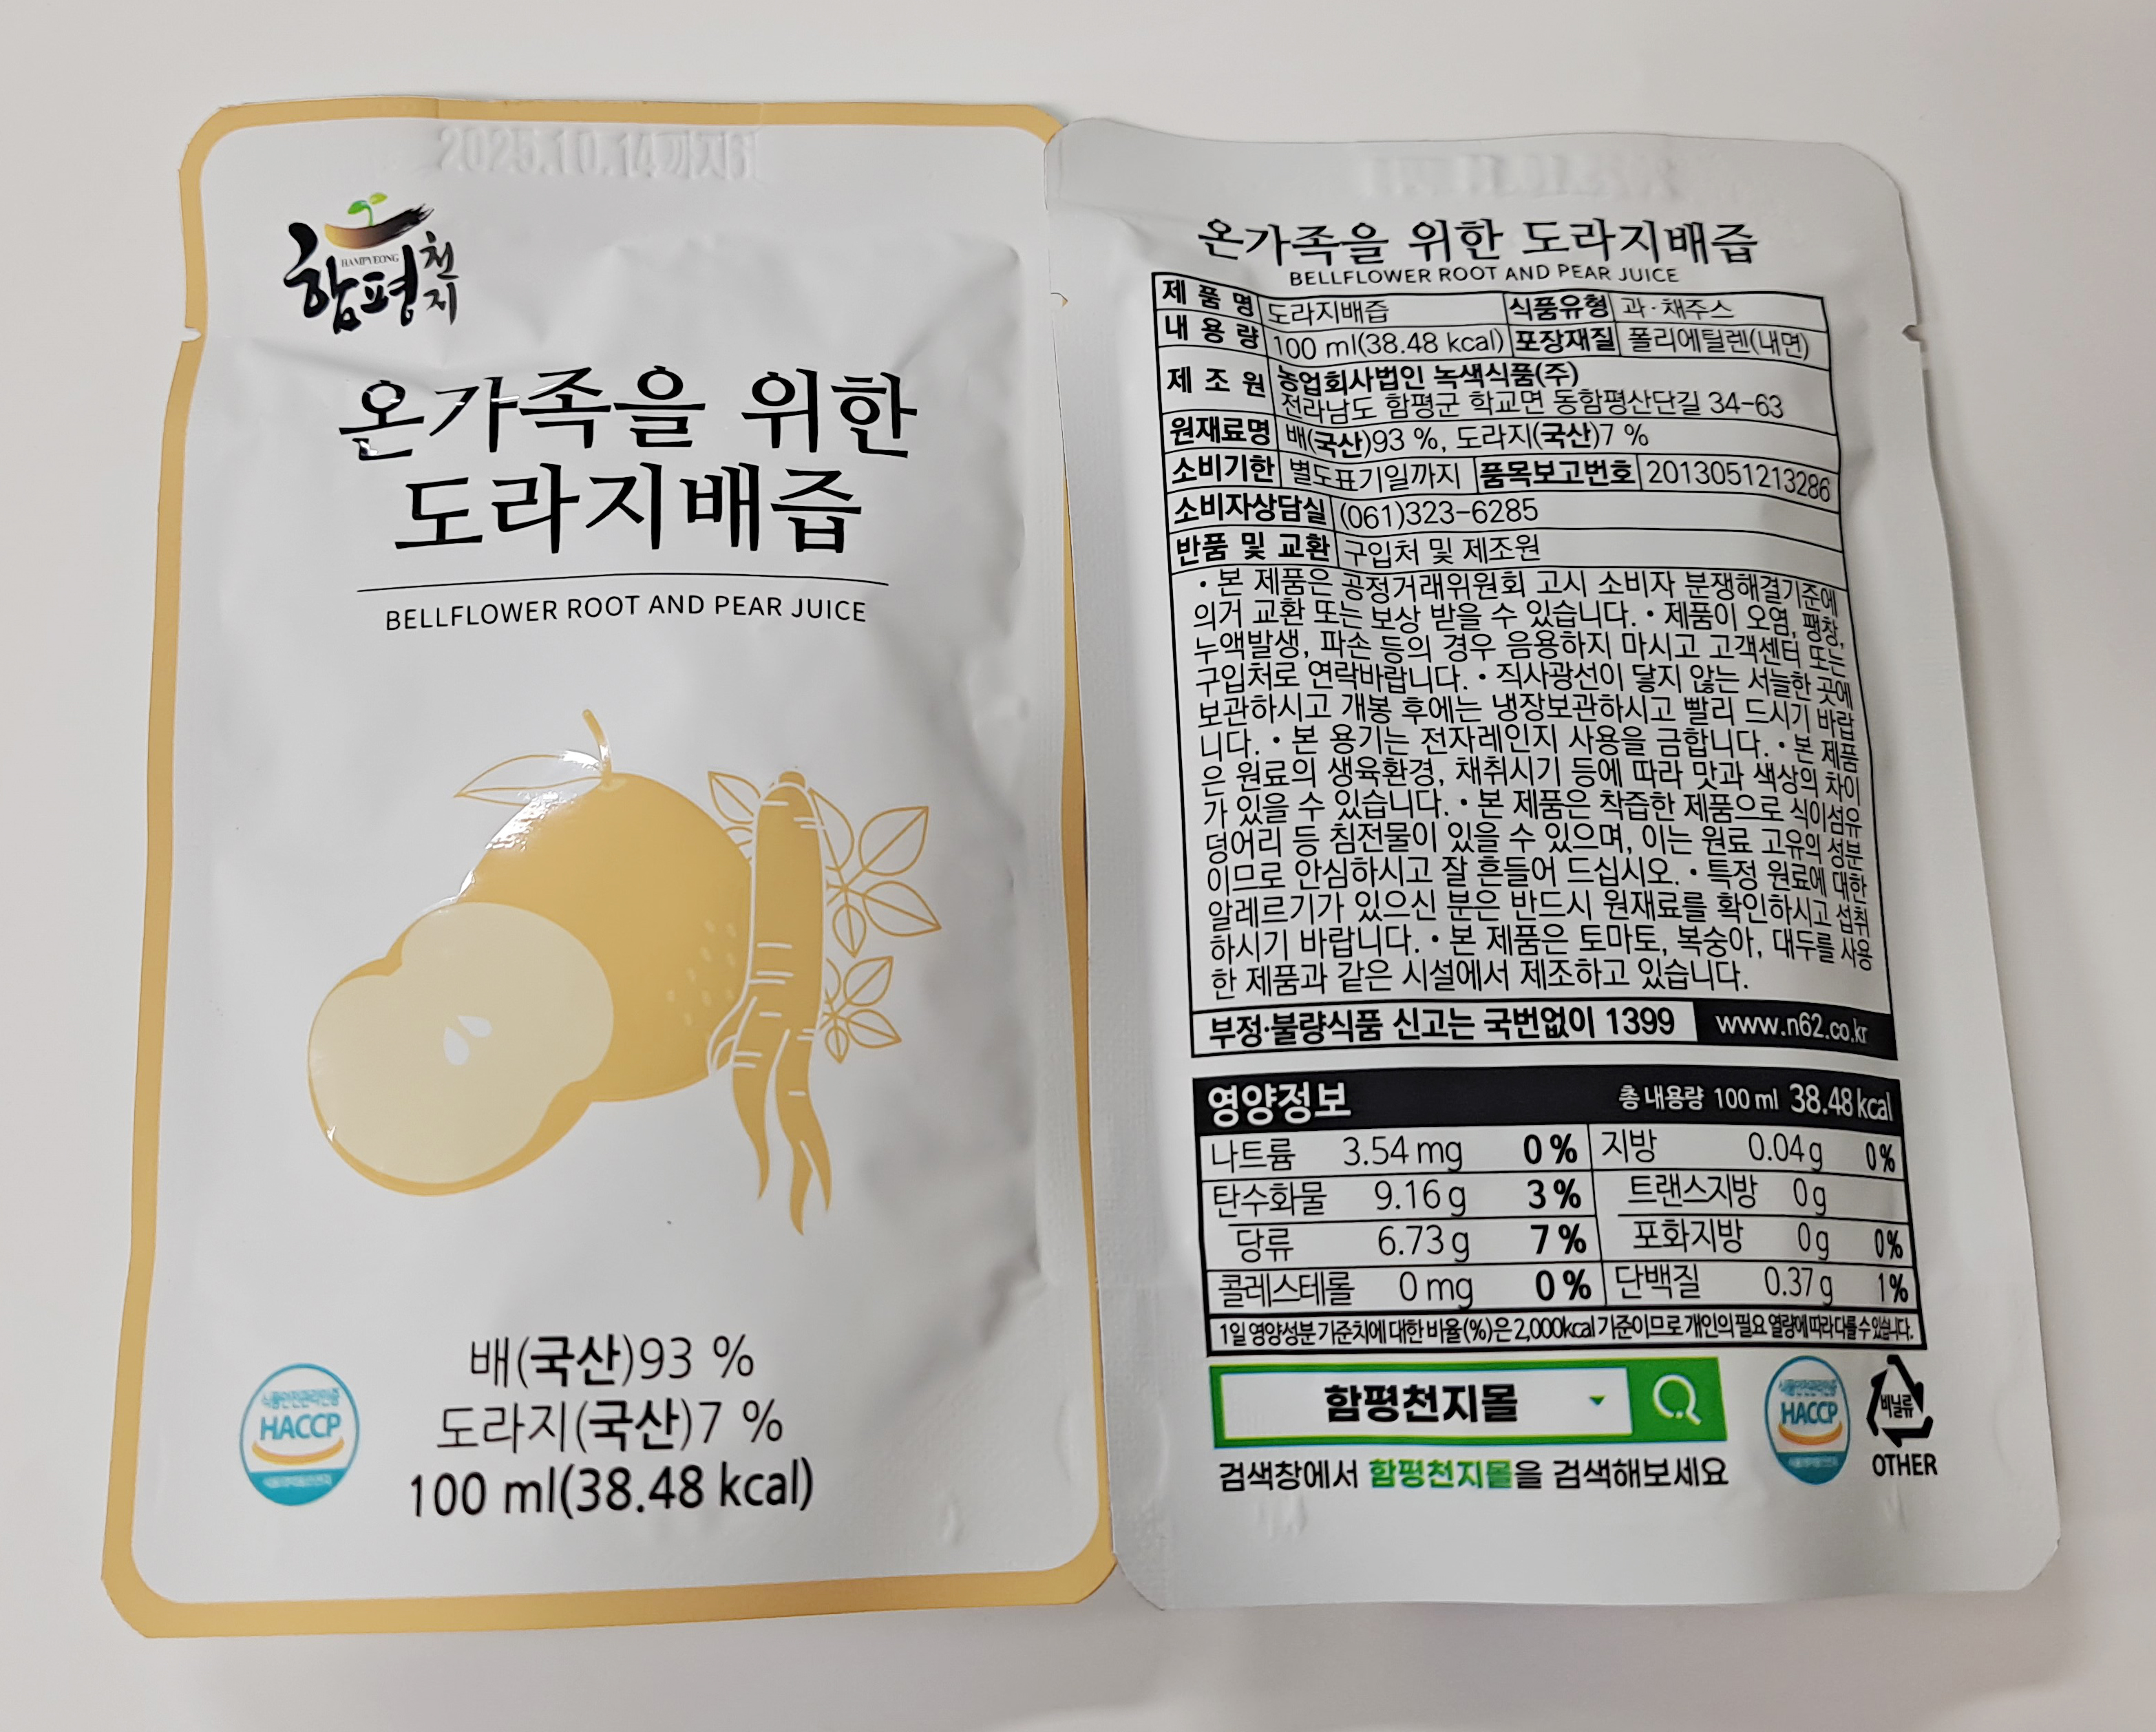 2025.10.14까지
함평천지
HAMPYEONG
온가족을 위한
도라지배즙
BELLFLOWER ROOT AND PEAR JUICE
배(국산)93 %
도라지(국산)7 %
100 ml(38.48 kcal)
HACCP
온가족을 위한 도라지배즙
BELLFLOWER ROOT AND PEAR JUICE
제 품 명 도라지배즙 식품유형 과·채주스
내 용 량 100 ml(38.48 kcal) 포장재질 폴리에틸렌(내면)
제 조 원 농업회사법인 녹색식품(주)
전라남도 함평군 학교면 동함평산단길 34-63
원재료명 배(국산)93 %, 도라지(국산)7 %
소비기한 별도표기일까지 품목보고번호 2013051213286
소비자상담실 (061)323-6285
반품 및 교환 구입처 및 제조원
• 본 제품은 공정거래위원회 고시 소비자 분쟁해결기준에
의거 교환 또는 보상 받을 수 있습니다. • 제품이 오염, 팽창,
누액발생, 파손 등의 경우 음용하지 마시고 고객센터 또는
구입처로 연락바랍니다. • 직사광선이 닿지 않는 서늘한 곳에
보관하시고 개봉 후에는 냉장보관하시고 빨리 드시기 바랍
니다. • 본 용기는 전자레인지 사용을 금합니다. • 본 제품
은 원료의 생육환경, 채취시기 등에 따라 맛과 색상의 차이
가 있을 수 있습니다. • 본 제품은 착즙한 제품으로 식이섬유
덩어리 등 침전물이 있을 수 있으며, 이는 원료 고유의 성분
이므로 안심하시고 잘 흔들어 드십시오. • 특정 원료에 대한
알레르기가 있으신 분은 반드시 원재료를 확인하시고 섭취
하시기 바랍니다. • 본 제품은 토마토, 복숭아, 대두를 사용
한 제품과 같은 시설에서 제조하고 있습니다.
부정·불량식품 신고는 국번없이 1399 www.n62.co.kr
영양정보 총 내용량 100 ml 38.48 kcal
나트륨 3.54 mg 0 % 지방 0.04 g 0%
탄수화물 9.16 g 3 % 트랜스지방 0 g
당류 6.73 g 7 % 포화지방 0 g 0%
콜레스테롤 0 mg 0 % 단백질 0.37 g 1%
1일 영양성분 기준치에 대한 비율(%)은 2,000kcal 기준이므로 개인의 필요 열량에 따라 다를 수 있습니다.
함평천지몰
검색창에서 함평천지몰을 검색해보세요
HACCP
비닐류
OTHER